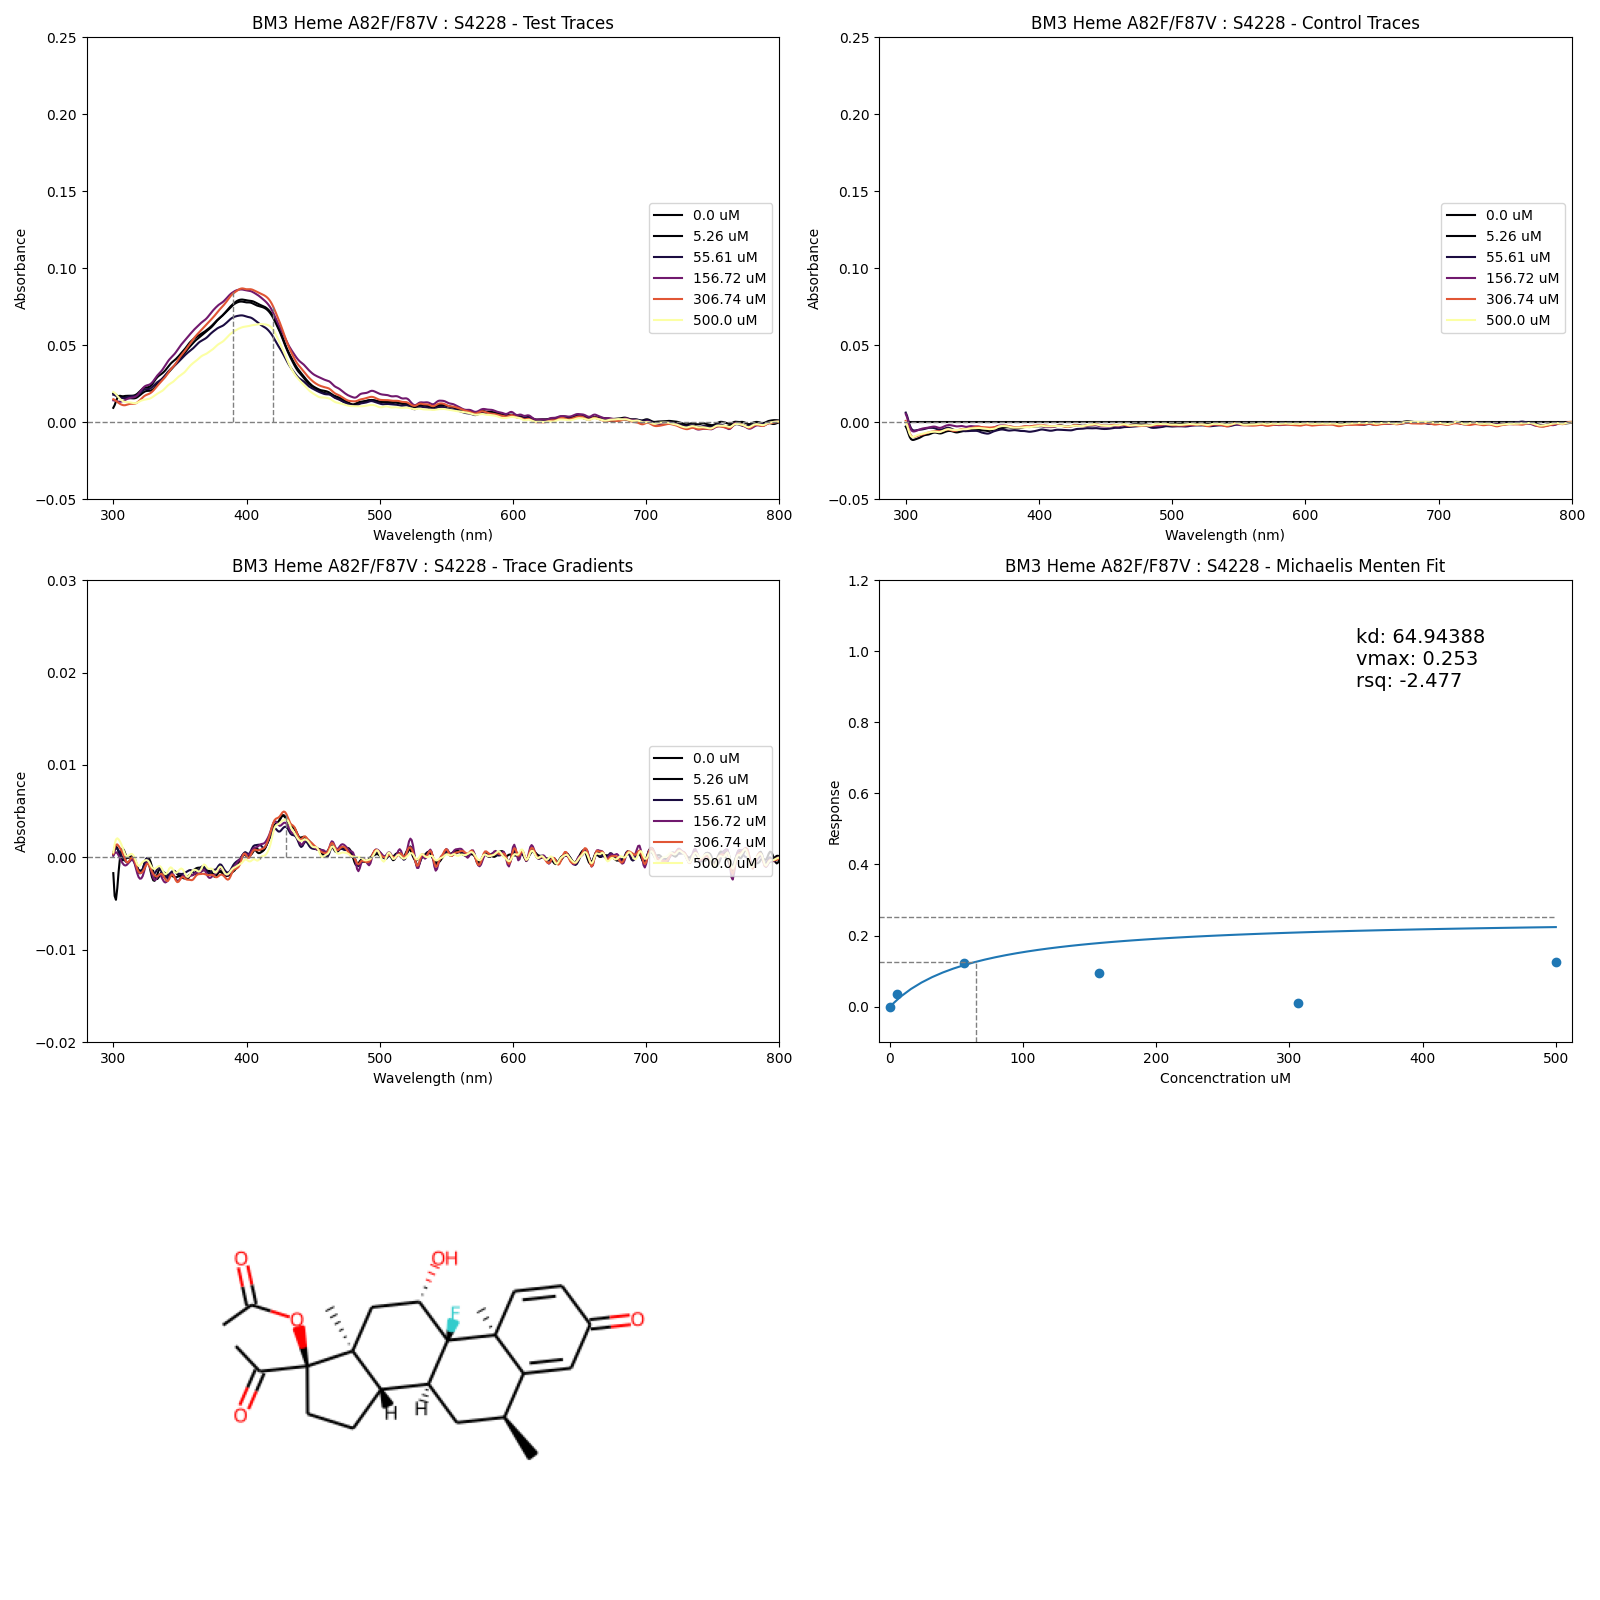 BM3 Heme A82F/F87V : S4228 - Test Traces
0.25
0.20
0.15
0.10
0.05
0.00
−0.05
Absorbance
300 400 500 600 700 800
Wavelength (nm)
0.0 uM
5.26 uM
55.61 uM
156.72 uM
306.74 uM
500.0 uM
BM3 Heme A82F/F87V : S4228 - Control Traces
0.25
0.20
0.15
0.10
0.05
0.00
−0.05
Absorbance
300 400 500 600 700 800
Wavelength (nm)
0.0 uM
5.26 uM
55.61 uM
156.72 uM
306.74 uM
500.0 uM
BM3 Heme A82F/F87V : S4228 - Trace Gradients
0.03
0.02
0.01
0.00
−0.01
−0.02
Absorbance
300 400 500 600 700 800
Wavelength (nm)
0.0 uM
5.26 uM
55.61 uM
156.72 uM
306.74 uM
500.0 uM
BM3 Heme A82F/F87V : S4228 - Michaelis Menten Fit
1.2
1.0
0.8
0.6
0.4
0.2
0.0
Response
kd: 64.94388
vmax: 0.253
rsq: -2.477
0 100 200 300 400 500
Concenctration uM
O
OH
O
F
O
H
H
O